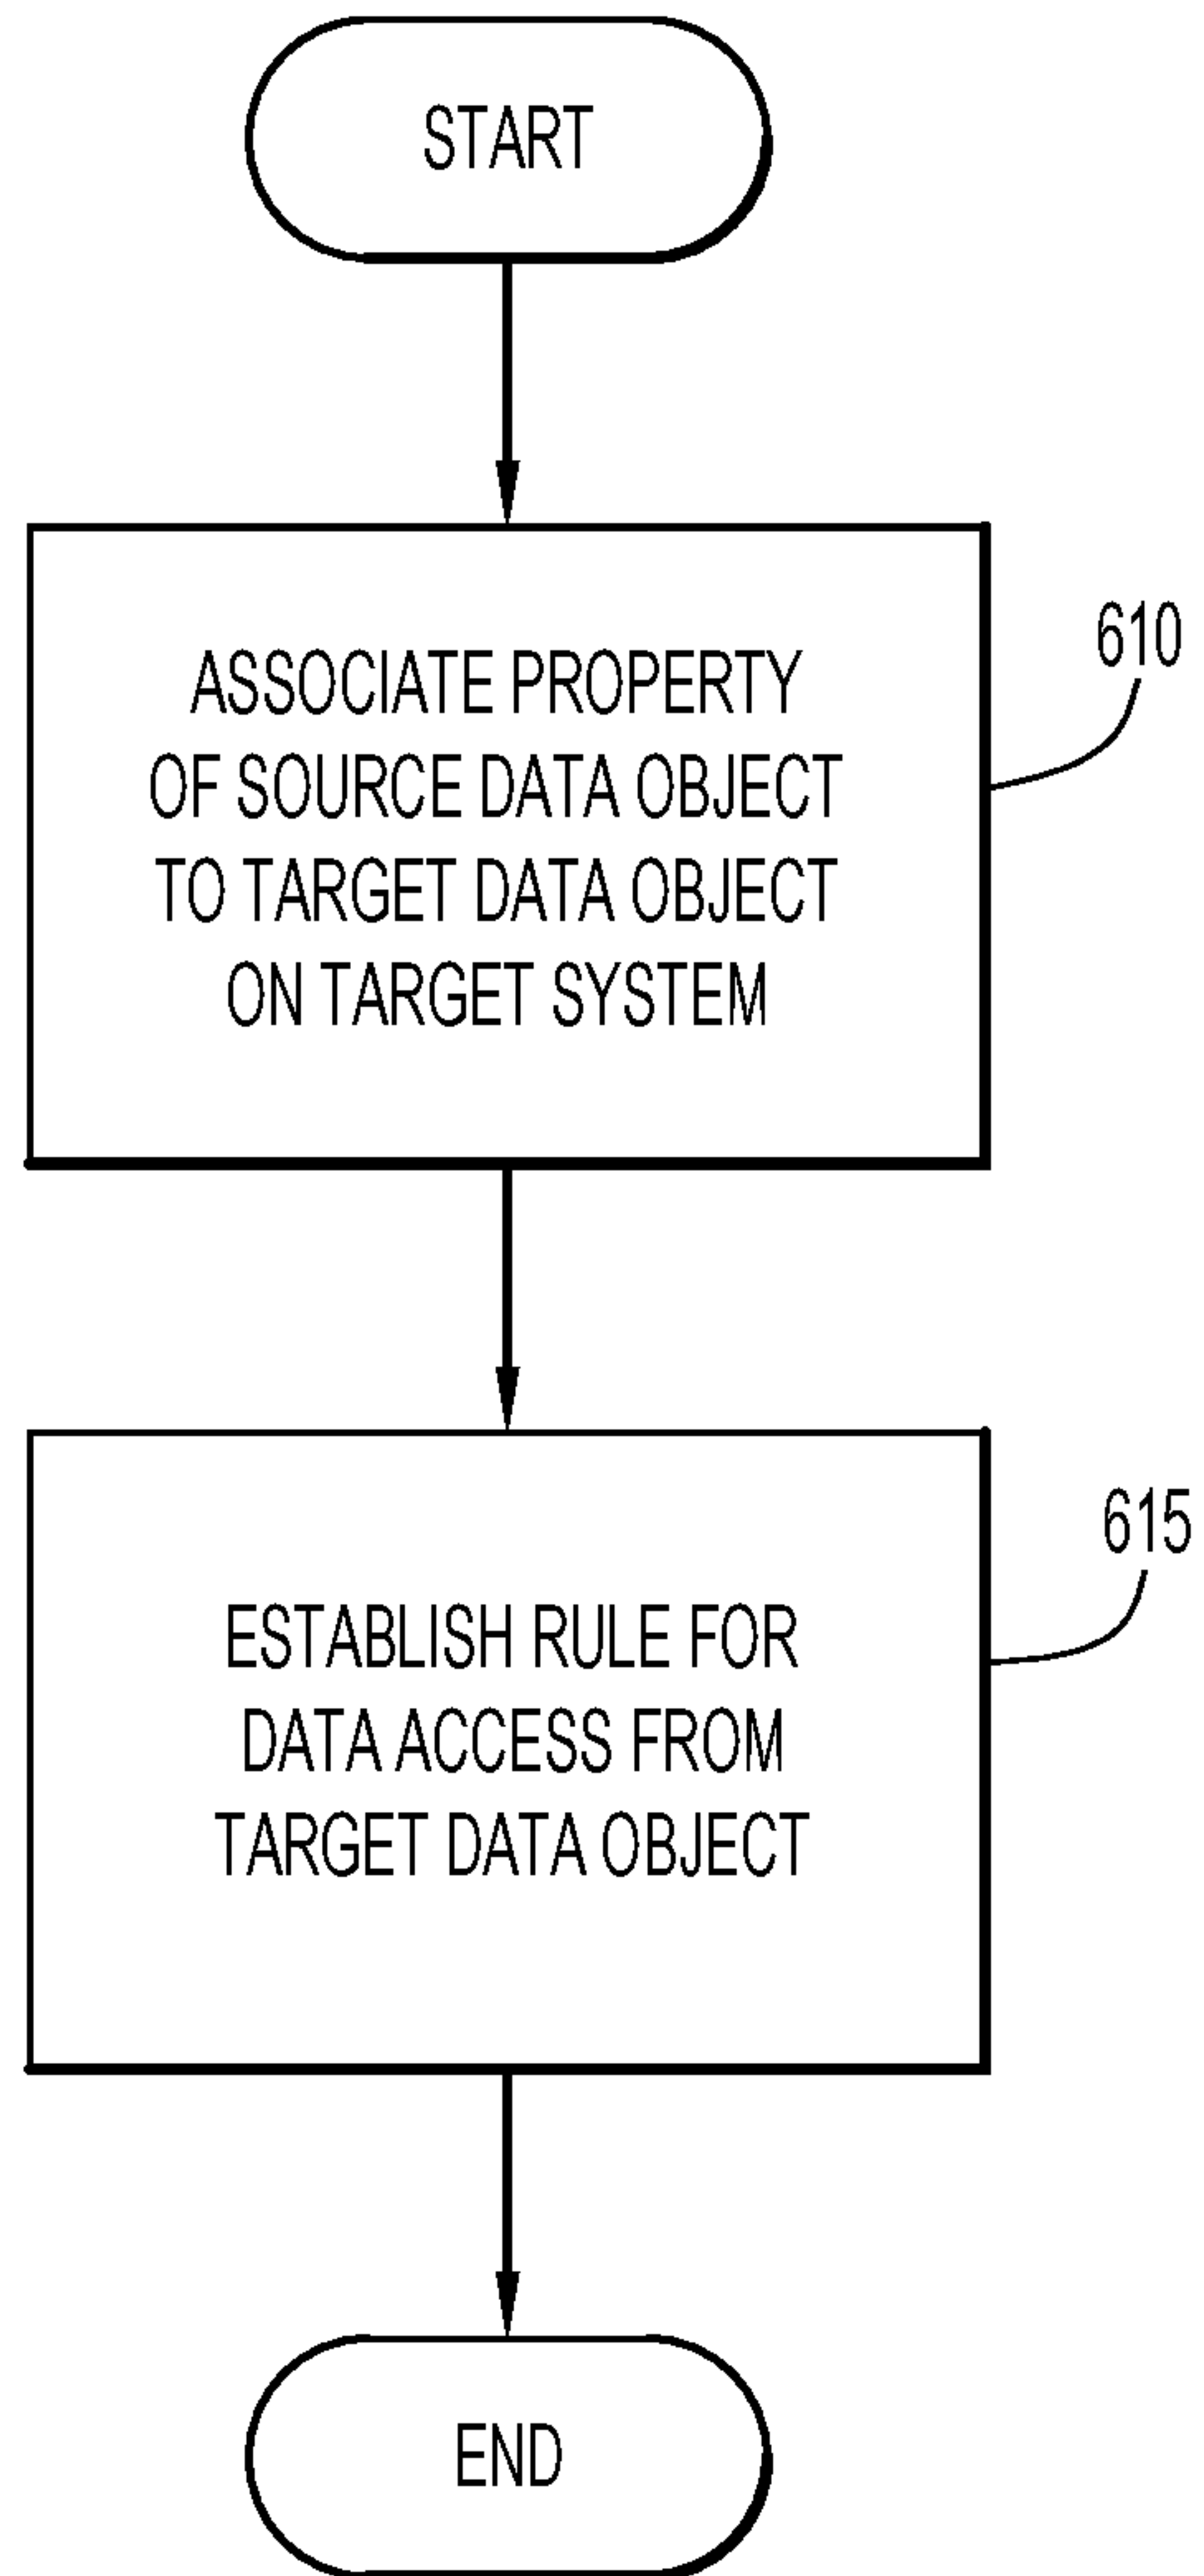 START
ASSOCIATE PROPERTY
OF SOURCE DATA OBJECT
TO TARGET DATA OBJECT
ON TARGET SYSTEM
610
ESTABLISH RULE FOR
DATA ACCESS FROM
TARGET DATA OBJECT
615
END